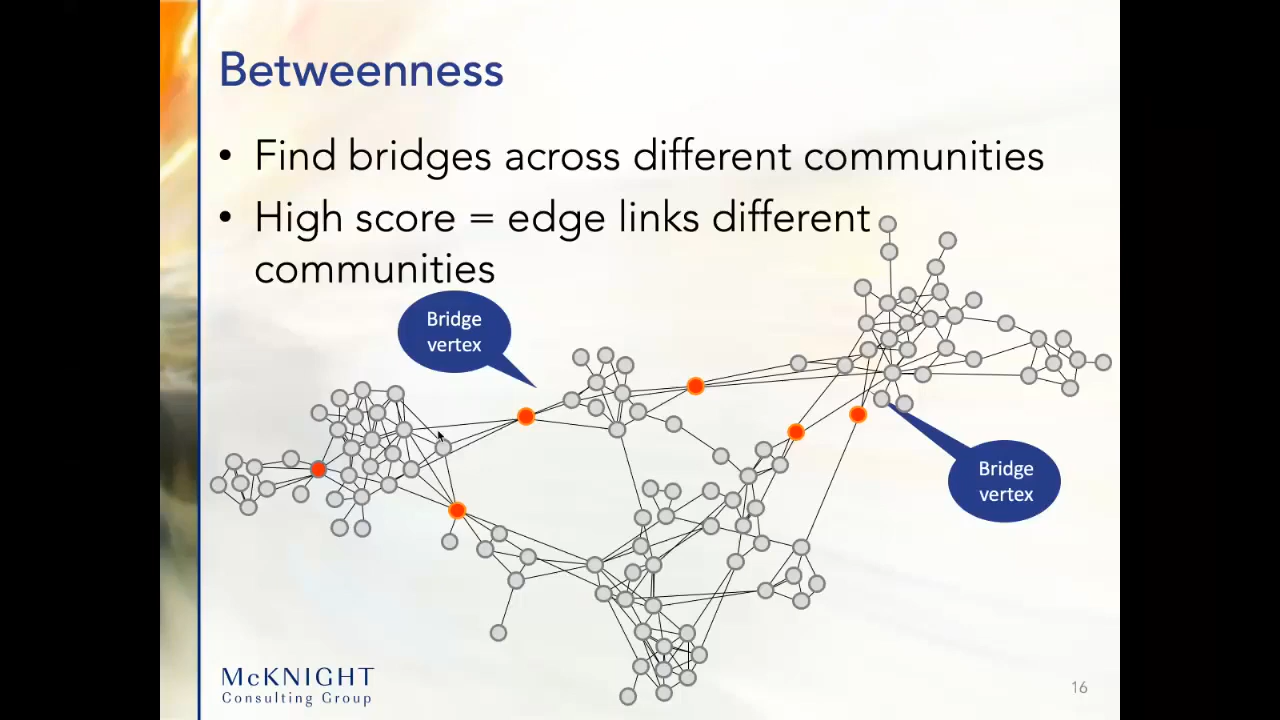 Betweenness
• Find bridges across different communities
• High score = edge links different
communities
Bridge
vertex
Bridge
vertex
McKNIGHT
Consulting Group
16